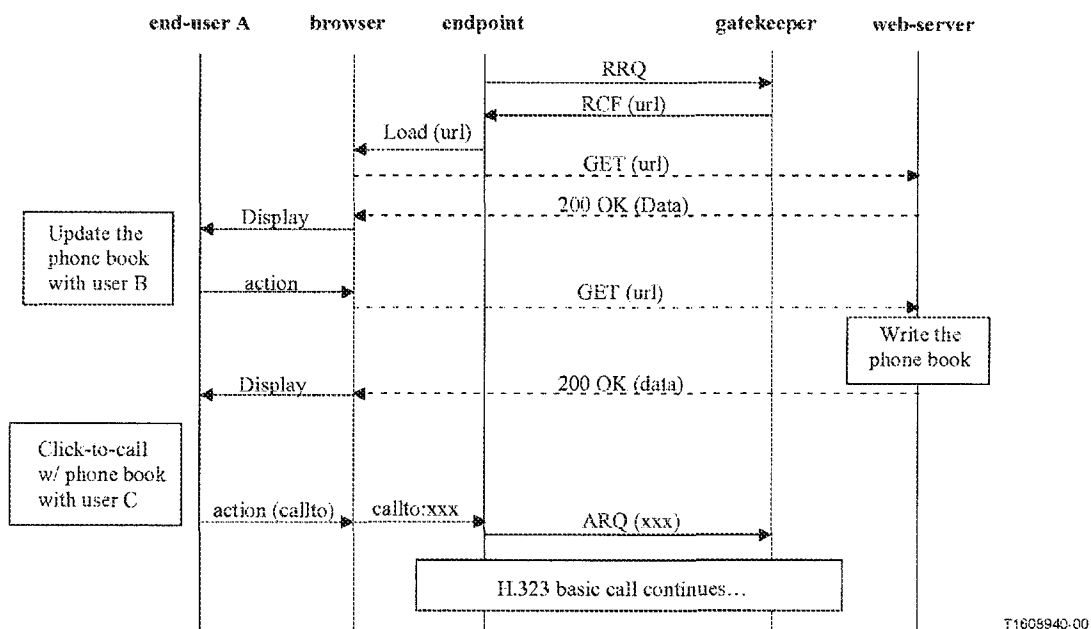 end-user A browser endpoint gatekeeper web-server
RRQ
RCF (url)
Load (url)
GET (url)
200 OK (Data)
Display
Update the
phone book
with user B
action
GET (url)
Write the
phone book
Display
200 OK (data)
Click-to-call
w/ phone book
with user C
action (callto)
callto:xxx
ARQ (xxx)
H.323 basic call continues…
T1608940-00